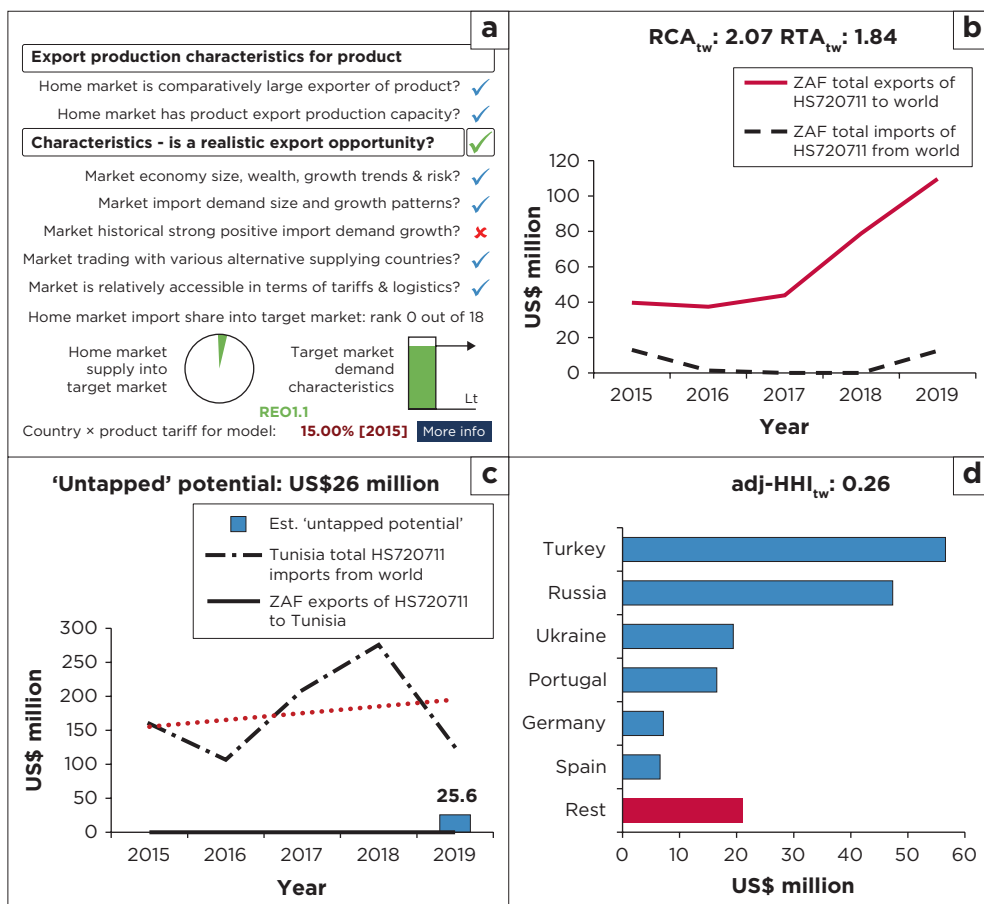 a
Export production characteristics for product
Home market is comparatively large exporter of product?
Home market has product export production capacity?
Characteristics - is a realistic export opportunity?
Market economy size, wealth, growth trends & risk?
Market import demand size and growth patterns?
Market historical strong positive import demand growth?
Market trading with various alternative supplying countries?
Market is relatively accessible in terms of tariffs & logistics?
Home market import share into target market: rank 0 out of 18
Home market
supply into
target market
Target market
demand
characteristics
Lt
REO1.1
Country × product tariff for model: 15.00% [2015] More info
b
RCAtw: 2.07 RTAtw: 1.84
ZAF total exports of
HS720711 to world
ZAF total imports of
HS720711 from world
US$ million
120
100
80
60
40
20
0
2015 2016 2017 2018 2019
Year
c
‘Untapped’ potential: US$26 million
Est. ‘untapped potential’
Tunisia total HS720711
imports from world
ZAF exports of HS720711
to Tunisia
US$ million
300
250
200
150
100
50
0
25.6
2015 2016 2017 2018 2019
Year
d
adj-HHItw: 0.26
Turkey
Russia
Ukraine
Portugal
Germany
Spain
Rest
0 10 20 30 40 50 60
US$ million